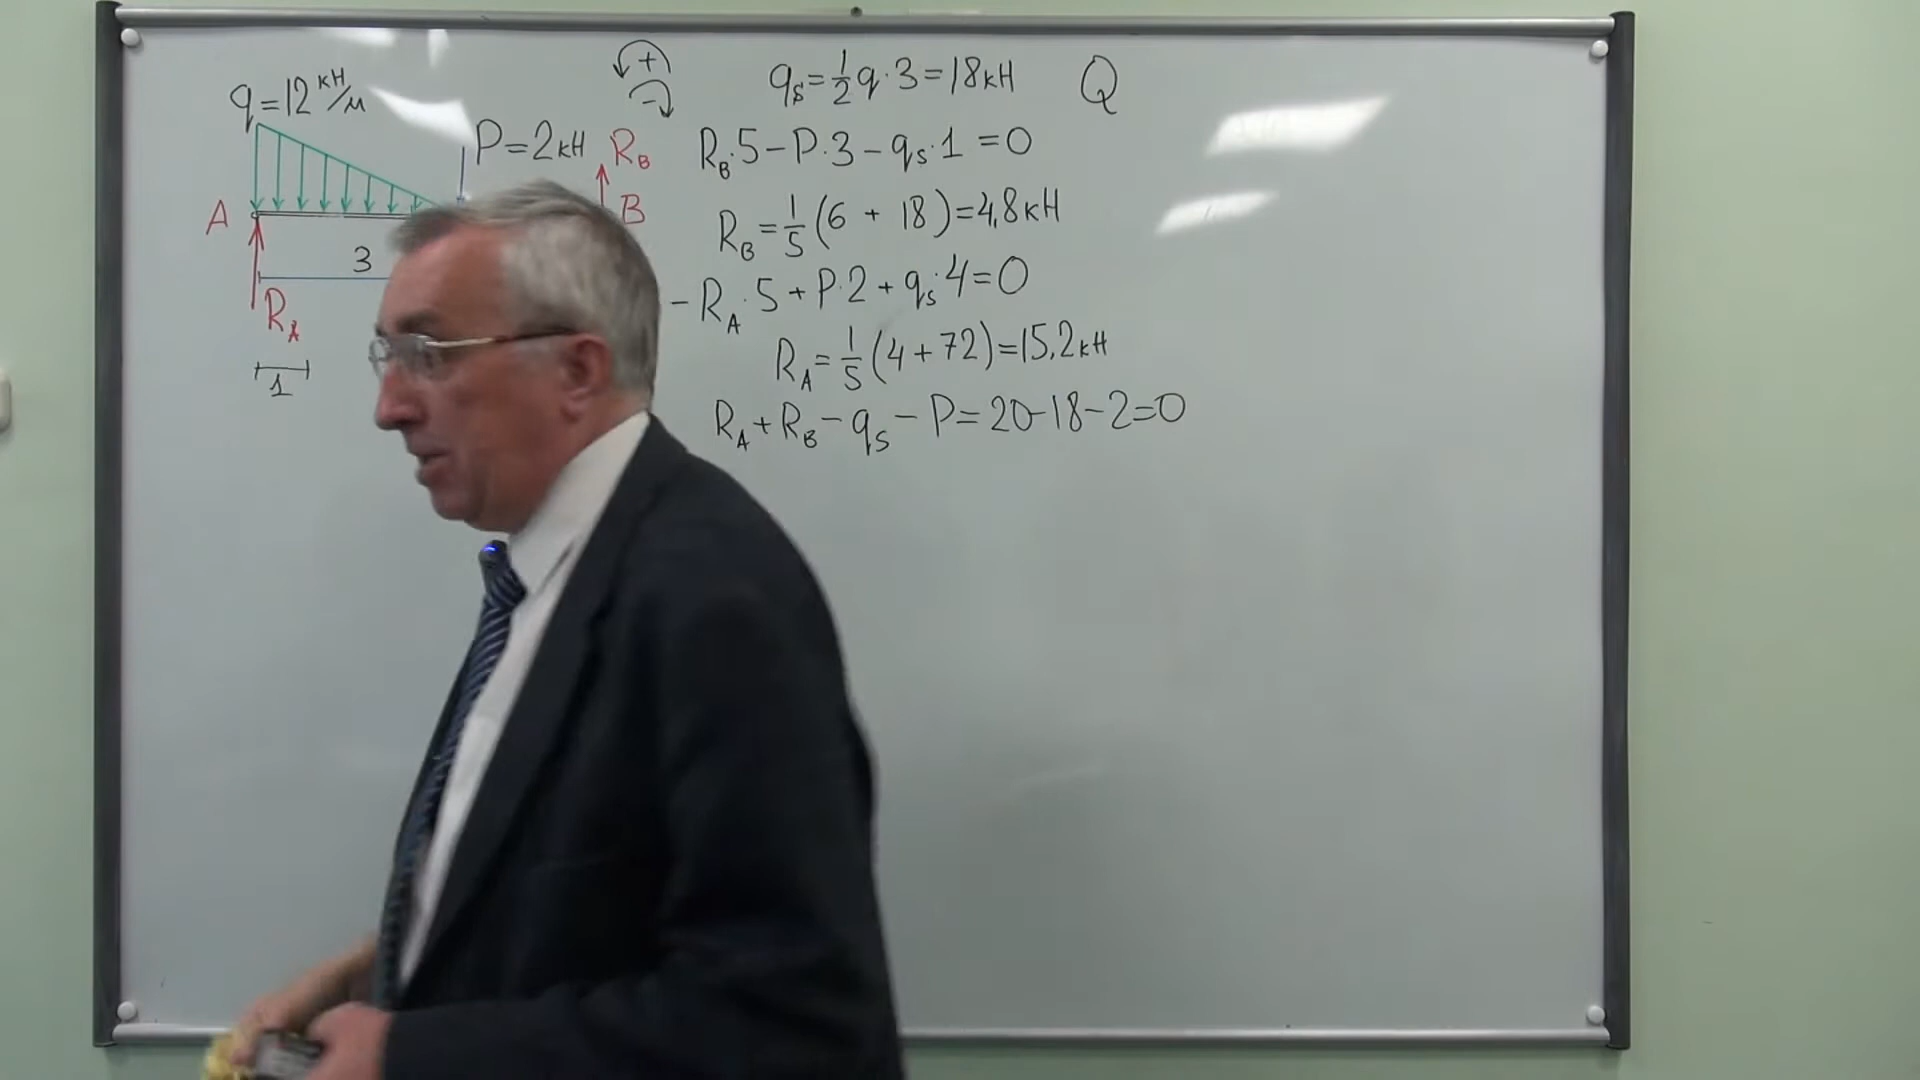 q=12 кН/м
P=2кН
R_B
A
B
3
R_A
1
+
-
q_s=1/2 q·3=18кН
Q
R_B·5-P·3-q_s·1=0
R_B=1/5(6+18)=4,8кН
-R_A·5+P·2+q_s·4=0
R_A=1/5(4+72)=15,2кН
R_A+R_B-q_s-P=20-18-2=0